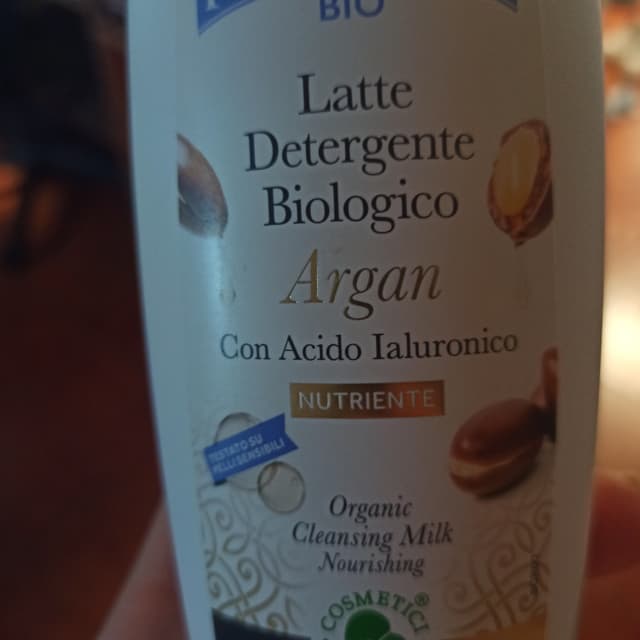 BIO
Latte
Detergente
Biologico
Argan
Con Acido Ialuronico
NUTRIENTE
TESTATO SU
PELLI SENSIBILI
Organic
Cleansing Milk
Nourishing
COSMETICI®